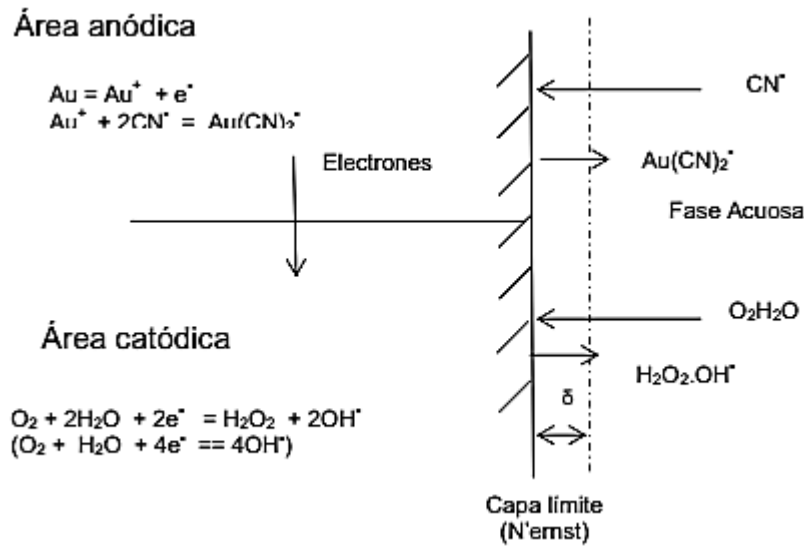 Área anódica
Au = Au⁺ + e⁻
Au⁺ + 2CN⁻ = Au(CN)₂⁻
Electrones
CN⁻
Au(CN)₂⁻
Fase Acuosa
Área catódica
O₂H₂O
H₂O₂.OH⁻
δ
O₂ + 2H₂O + 2e⁻ = H₂O₂ + 2OH⁻
(O₂ + H₂O + 4e⁻ == 4OH⁻)
Capa límite
(N'ernst)